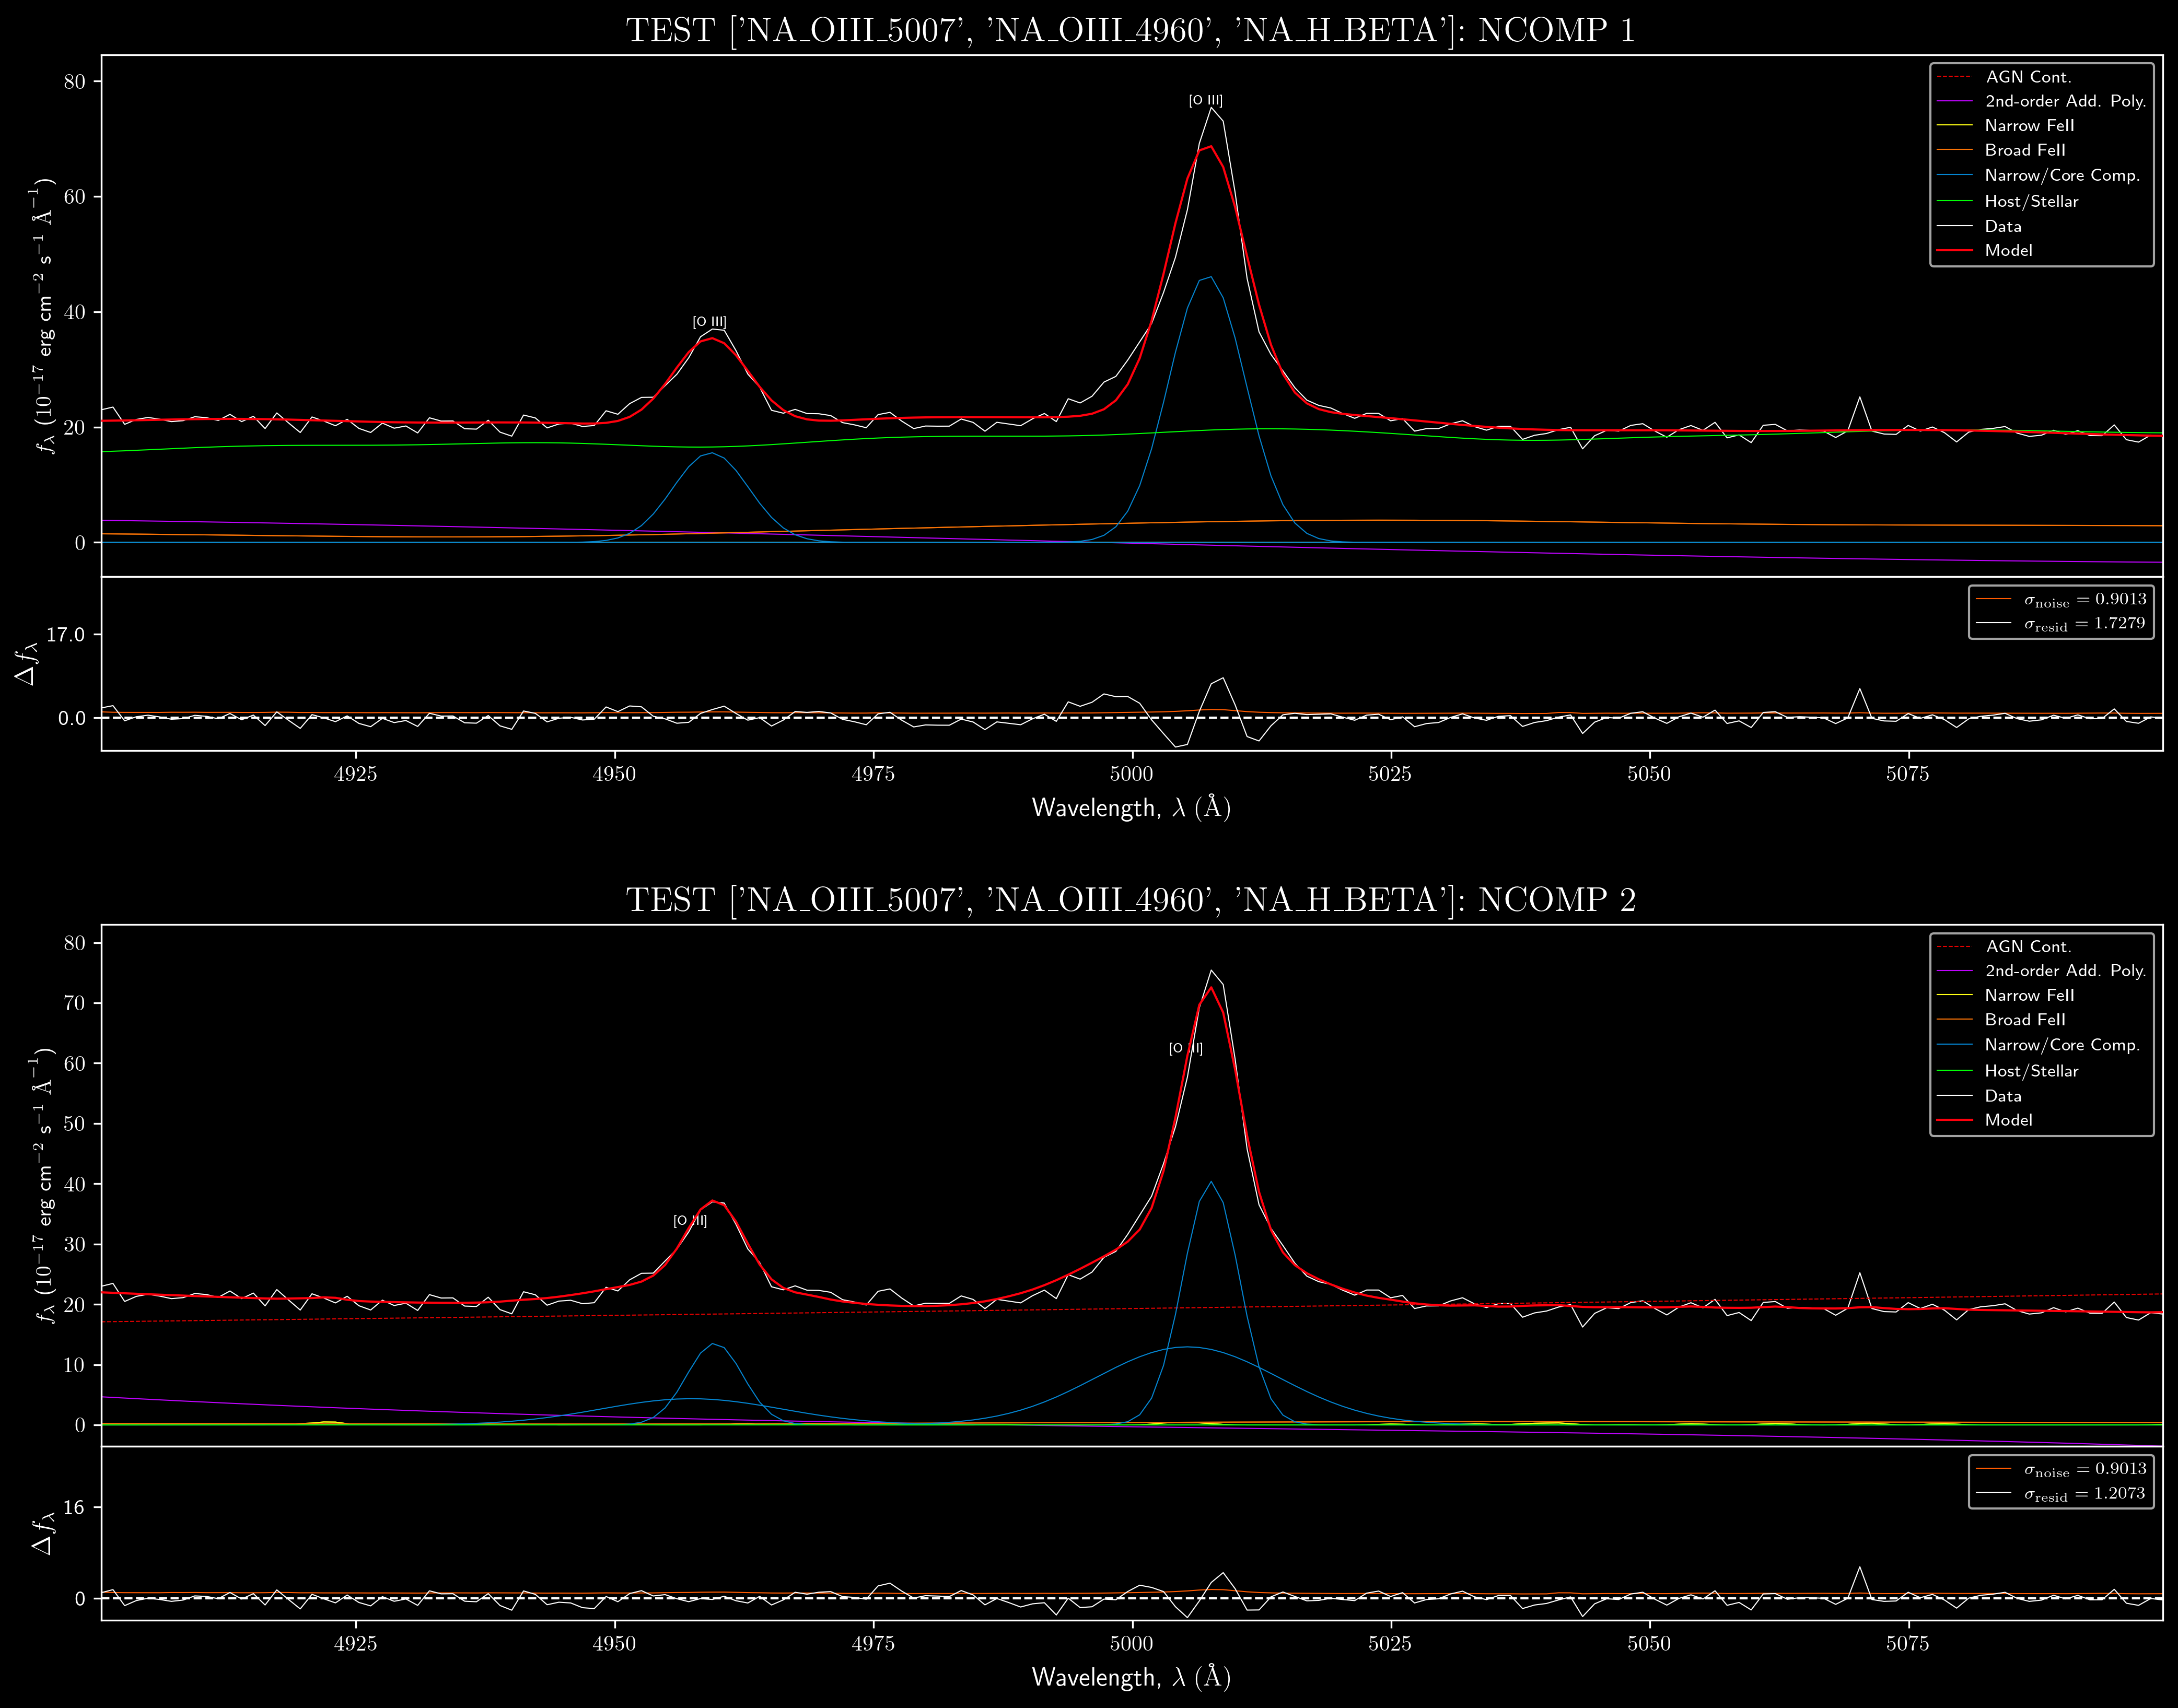 TEST ['NA_OIII_5007', 'NA_OIII_4960', 'NA_H_BETA']: NCOMP 1
80
60
40
20
0
f_λ (10⁻¹⁷ erg cm⁻² s⁻¹ Å⁻¹)
[O III]
[O III]
AGN Cont.
2nd-order Add. Poly.
Narrow FeII
Broad FeII
Narrow/Core Comp.
Host/Stellar
Data
Model
17.0
0.0
Δf_λ
σ_noise = 0.9013
σ_resid = 1.7279
4925 4950 4975 5000 5025 5050 5075
Wavelength, λ (Å)
TEST ['NA_OIII_5007', 'NA_OIII_4960', 'NA_H_BETA']: NCOMP 2
80
70
60
50
40
30
20
10
0
f_λ (10⁻¹⁷ erg cm⁻² s⁻¹ Å⁻¹)
[O III]
[O III]
AGN Cont.
2nd-order Add. Poly.
Narrow FeII
Broad FeII
Narrow/Core Comp.
Host/Stellar
Data
Model
16
0
Δf_λ
σ_noise = 0.9013
σ_resid = 1.2073
4925 4950 4975 5000 5025 5050 5075
Wavelength, λ (Å)